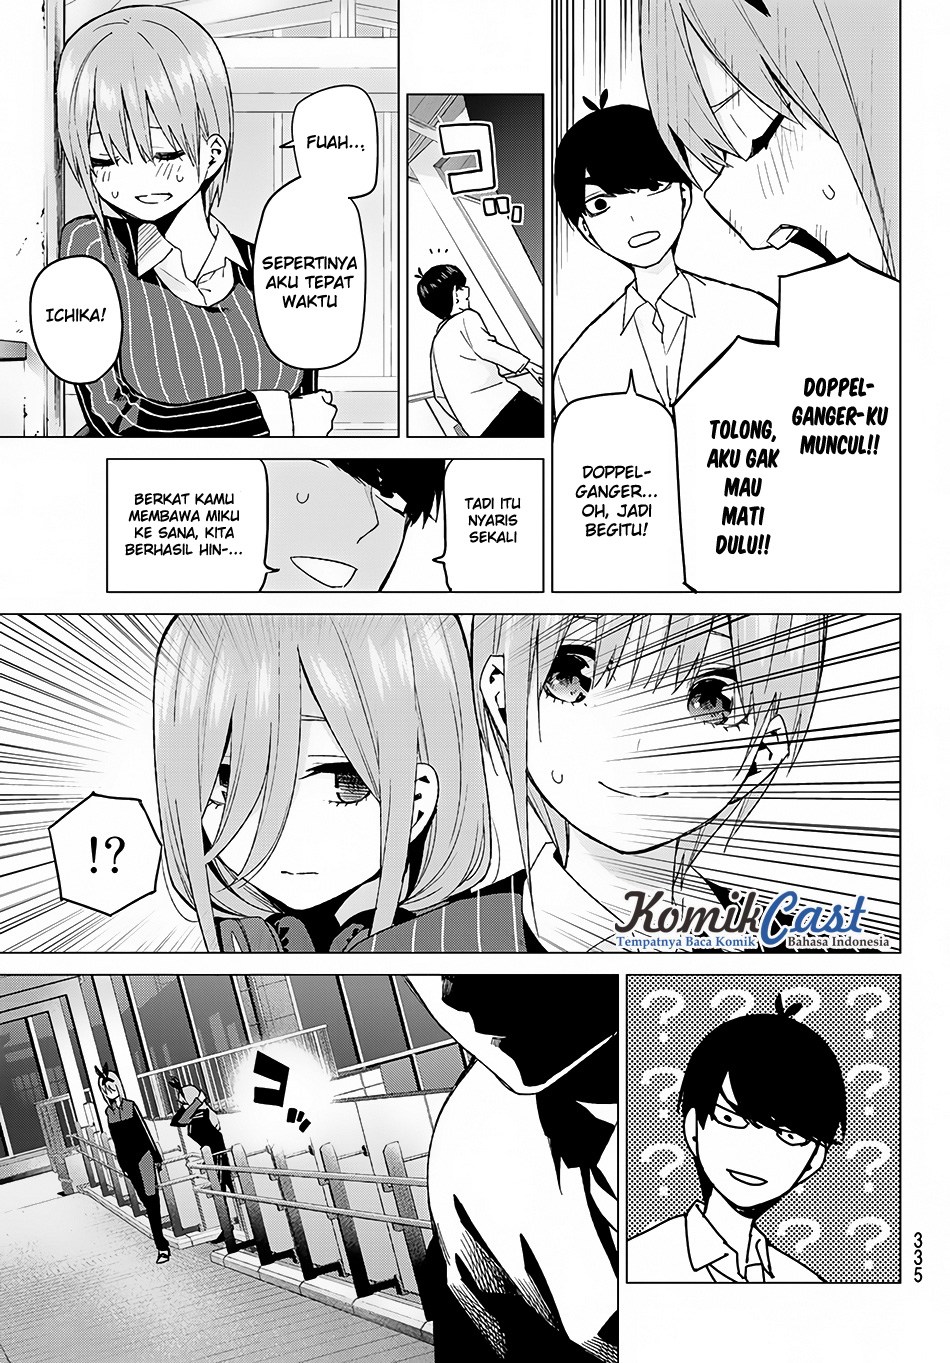 DOPPEL-
GANGER-KU
MUNCUL!!
TOLONG,
AKU GAK
MAU
MATI
DULU!!
DOPPEL-
GANGER...
OH, JADI
BEGITU!
コ
FUAH...
SEPERTINYA
AKU TEPAT
WAKTU
ICHIKA!
TADI ITU
NYARIS
SEKALI
BERKAT KAMU
MEMBAWA MIKU
KE SANA, KITA
BERHASIL HIN-...
!?
KomikCast
Tempatnya Baca Komik Bahasa Indonesia
? ? ? ?
? ?
? ?
? ? ?
コ
335